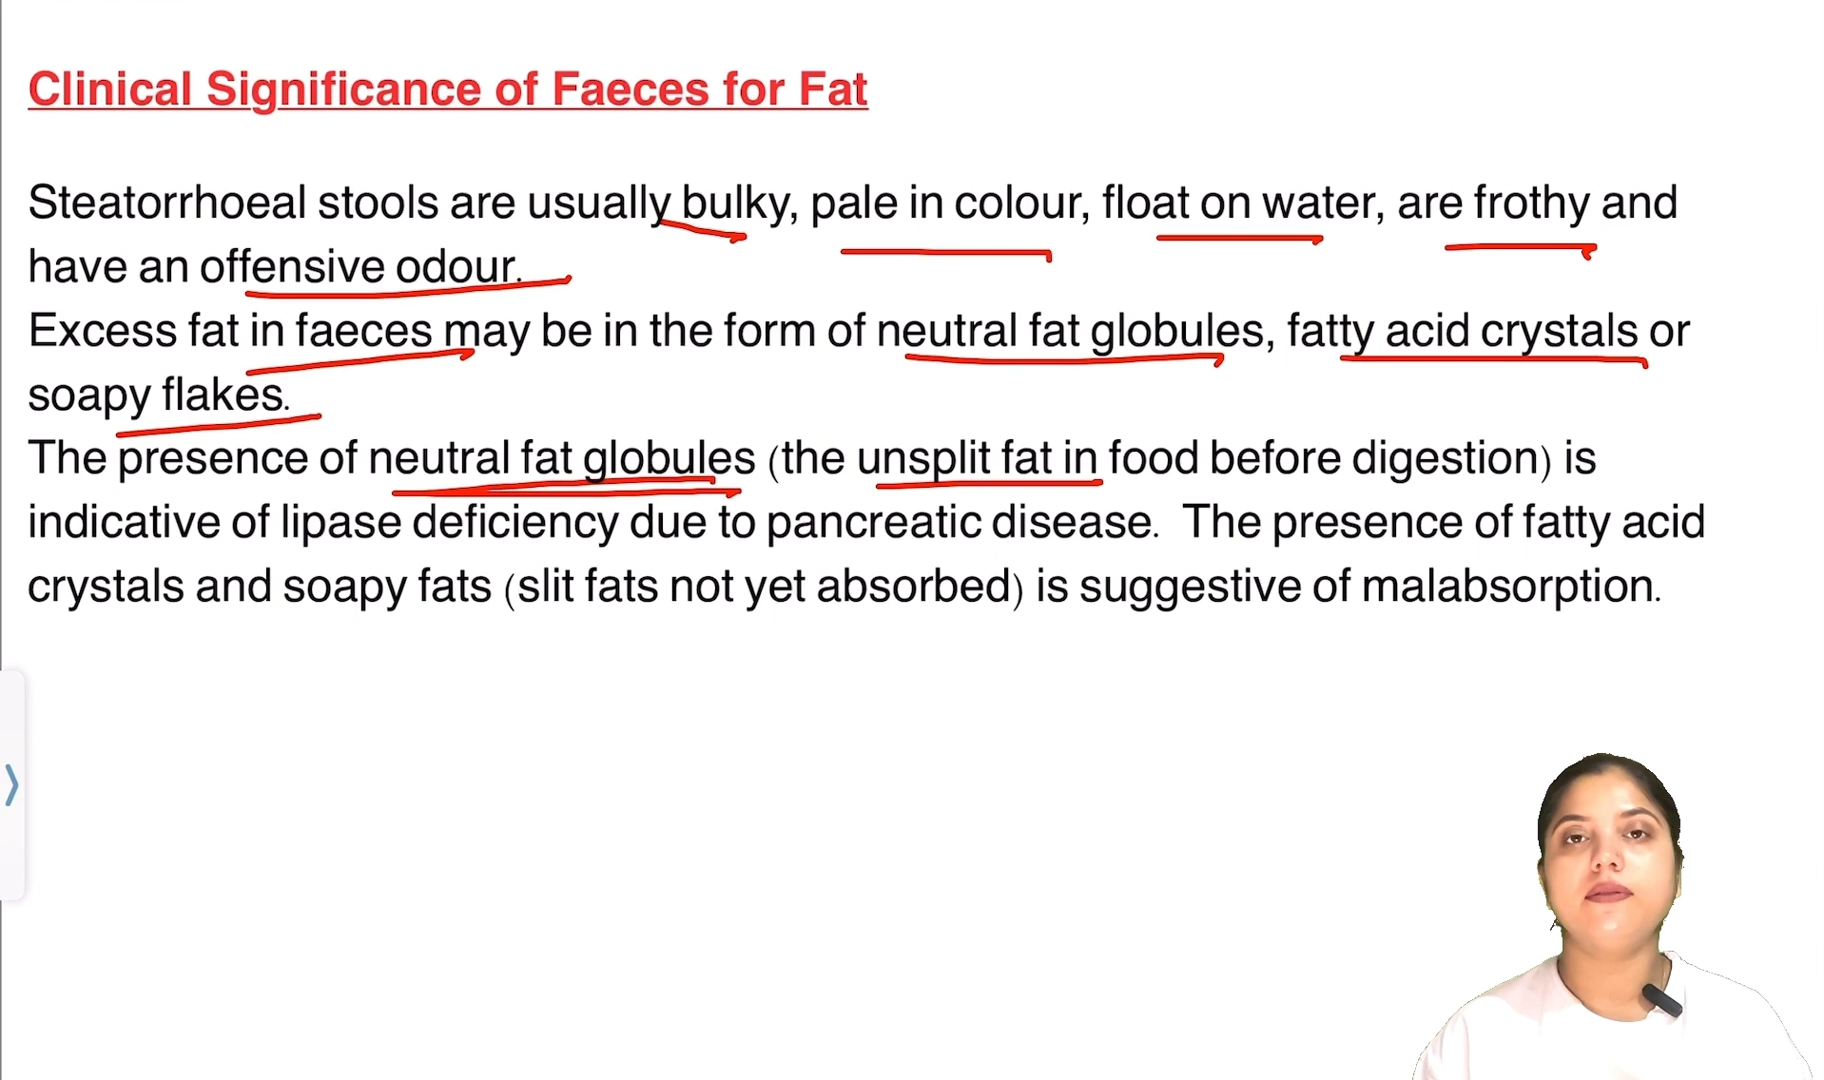 Clinical Significance of Faeces for Fat
Steatorrhoeal stools are usually bulky, pale in colour, float on water, are frothy and
have an offensive odour.
Excess fat in faeces may be in the form of neutral fat globules, fatty acid crystals or
soapy flakes.
The presence of neutral fat globules (the unsplit fat in food before digestion) is
indicative of lipase deficiency due to pancreatic disease. The presence of fatty acid
crystals and soapy fats (slit fats not yet absorbed) is suggestive of malabsorption.